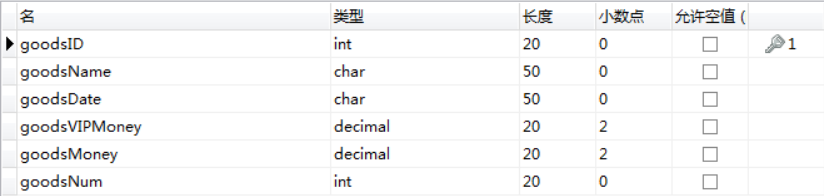 名 类型 长度 小数点 允许空值 (
goodsID int 20 0 1
goodsName char 50 0
goodsDate char 50 0
goodsVIPMoney decimal 20 2
goodsMoney decimal 20 2
goodsNum int 20 0